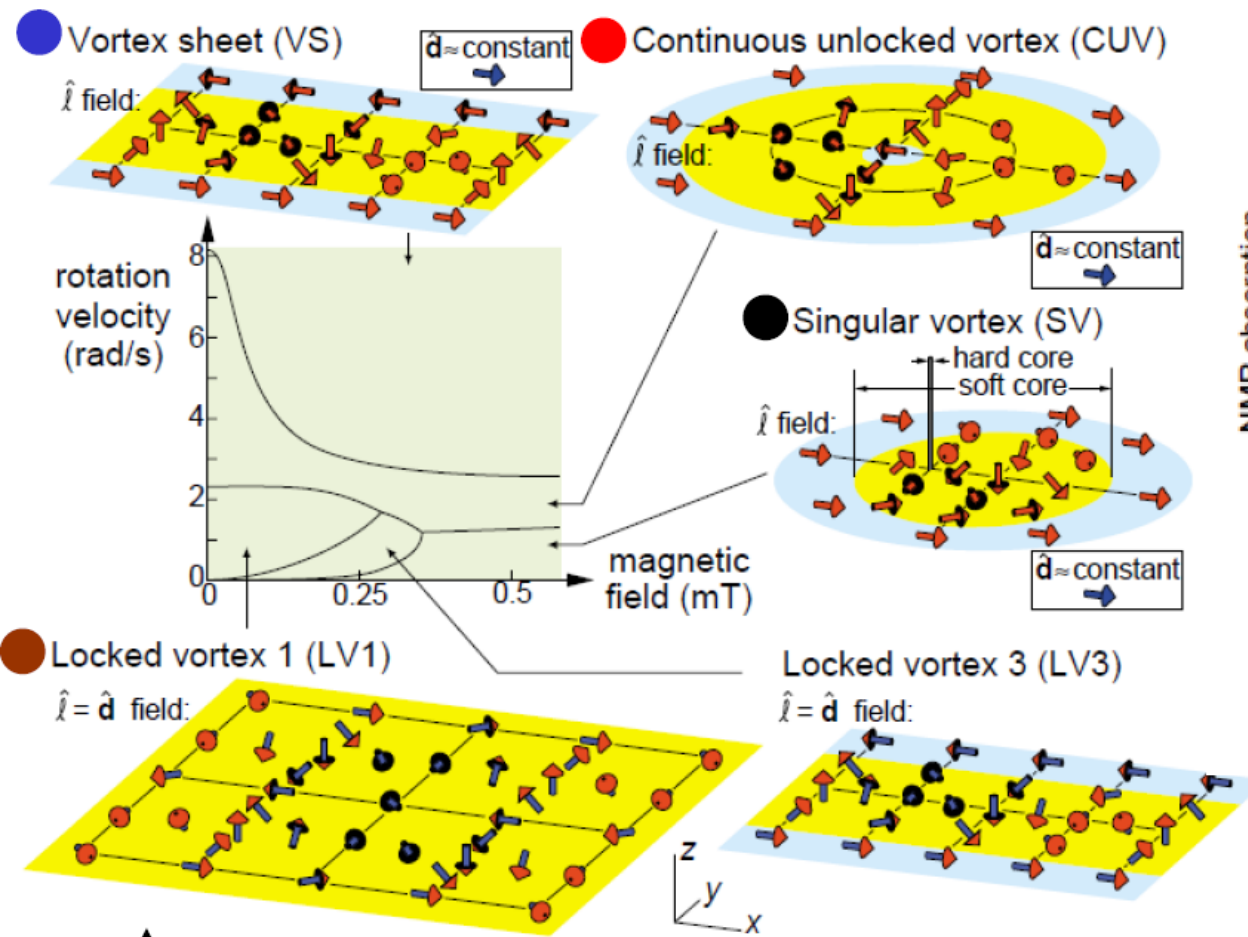 Vortex sheet (VS)
d̂≈constant
Continuous unlocked vortex (CUV)
l̂ field:
l̂ field:
d̂≈constant
8
rotation
velocity
(rad/s)
6
4
2
0
0
0.25
0.5
magnetic
field (mT)
Singular vortex (SV)
hard core
soft core
l̂ field:
d̂≈constant
NMR absorption
Locked vortex 1 (LV1)
l̂ = d̂ field:
Locked vortex 3 (LV3)
l̂ = d̂ field:
z
y
x